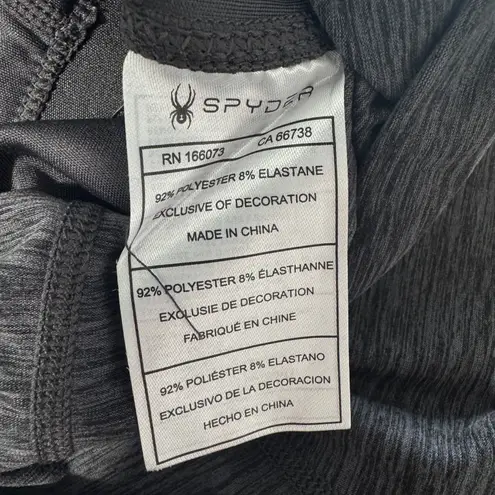 SPYDER
RN 166073 CA 66738
92% POLYESTER 8% ELASTANE
EXCLUSIVE OF DECORATION
MADE IN CHINA
92% POLYESTER 8% ÉLASTHANNE
EXCLUSIE DE DECORATION
FABRIQUÉ EN CHINE
92% POLIÉSTER 8% ELASTANO
EXCLUSIVO DE LA DECORACION
HECHO EN CHINA